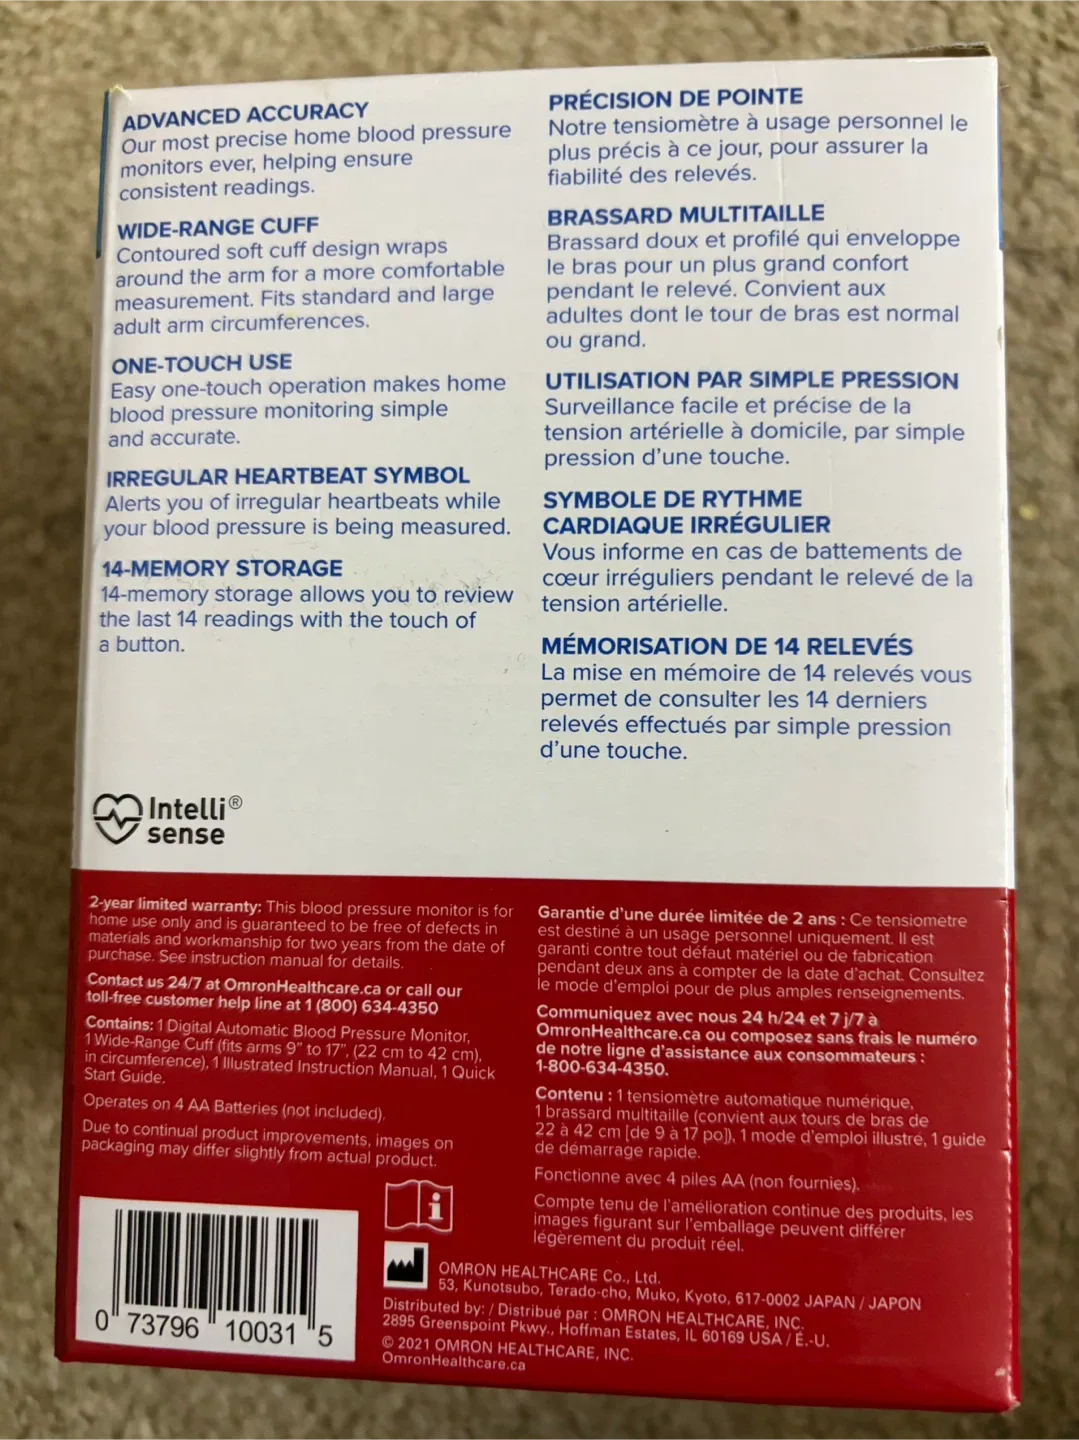 ADVANCED ACCURACY
Our most precise home blood pressure
monitors ever, helping ensure
consistent readings.
WIDE-RANGE CUFF
Contoured soft cuff design wraps
around the arm for a more comfortable
measurement. Fits standard and large
adult arm circumferences.
ONE-TOUCH USE
Easy one-touch operation makes home
blood pressure monitoring simple
and accurate.
IRREGULAR HEARTBEAT SYMBOL
Alerts you of irregular heartbeats while
your blood pressure is being measured.
14-MEMORY STORAGE
14-memory storage allows you to review
the last 14 readings with the touch of
a button.
PRÉCISION DE POINTE
Notre tensiomètre à usage personnel le
plus précis à ce jour, pour assurer la
fiabilité des relevés.
BRASSARD MULTITAILLE
Brassard doux et profilé qui enveloppe
le bras pour un plus grand confort
pendant le relevé. Convient aux
adultes dont le tour de bras est normal
ou grand.
UTILISATION PAR SIMPLE PRESSION
Surveillance facile et précise de la
tension artérielle à domicile, par simple
pression d'une touche.
SYMBOLE DE RYTHME
CARDIAQUE IRRÉGULIER
Vous informe en cas de battements de
cœur irréguliers pendant le relevé de la
tension artérielle.
MÉMORISATION DE 14 RELEVÉS
La mise en mémoire de 14 relevés vous
permet de consulter les 14 derniers
relevés effectués par simple pression
d'une touche.
Intelli®
sense
2-year limited warranty: This blood pressure monitor is for
home use only and is guaranteed to be free of defects in
materials and workmanship for two years from the date of
purchase. See instruction manual for details.
Contact us 24/7 at OmronHealthcare.ca or call our
toll-free customer help line at 1 (800) 634-4350
Contains: 1 Digital Automatic Blood Pressure Monitor,
1 Wide-Range Cuff (fits arms 9" to 17", (22 cm to 42 cm),
in circumference), 1 Illustrated Instruction Manual, 1 Quick
Start Guide.
Operates on 4 AA Batteries (not included).
Due to continual product improvements, images on
packaging may differ slightly from actual product.
Garantie d'une durée limitée de 2 ans : Ce tensiomètre
est destiné à un usage personnel uniquement. Il est
garanti contre tout défaut matériel ou de fabrication
pendant deux ans à compter de la date d'achat. Consultez
le mode d'emploi pour de plus amples renseignements.
Communiquez avec nous 24 h/24 et 7 j/7 à
OmronHealthcare.ca ou composez sans frais le numéro
de notre ligne d'assistance aux consommateurs :
1-800-634-4350.
Contenu : 1 tensiomètre automatique numérique,
1 brassard multitaille (convient aux tours de bras de
22 à 42 cm [de 9 à 17 po]), 1 mode d'emploi illustré, 1 guide
de démarrage rapide.
Fonctionne avec 4 piles AA (non fournies).
Compte tenu de l'amélioration continue des produits, les
images figurant sur l'emballage peuvent différer
légèrement du produit réel.
0 73796 10031 5
OMRON HEALTHCARE Co., Ltd.
53, Kunotsubo, Terado-cho, Muko, Kyoto, 617-0002 JAPAN / JAPON
Distributed by: / Distribué par : OMRON HEALTHCARE, INC.
2895 Greenspoint Pkwy., Hoffman Estates, IL 60169 USA / É.-U.
© 2021 OMRON HEALTHCARE, INC.
OmronHealthcare.ca